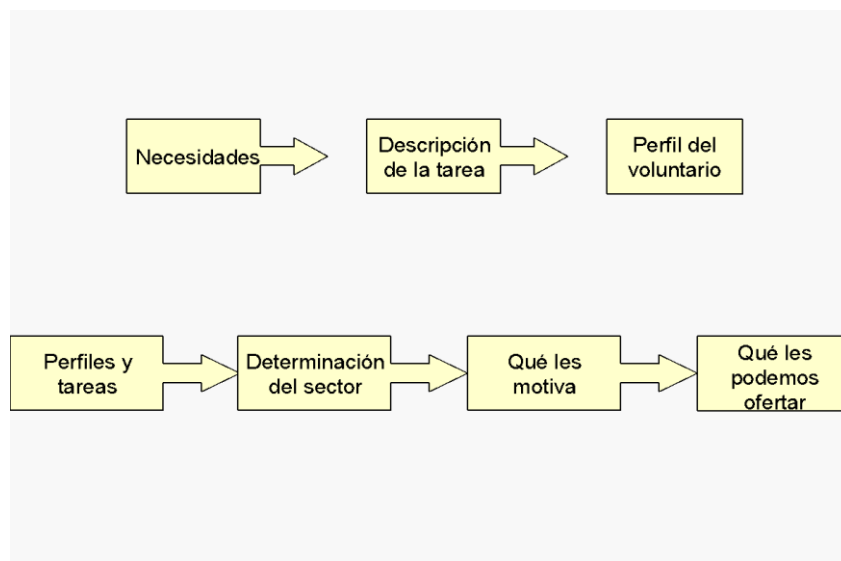 Necesidades
Descripción
de la tarea
Perfil del
voluntario
Perfiles y
tareas
Determinación
del sector
Qué les
motiva
Qué les
podemos
ofertar